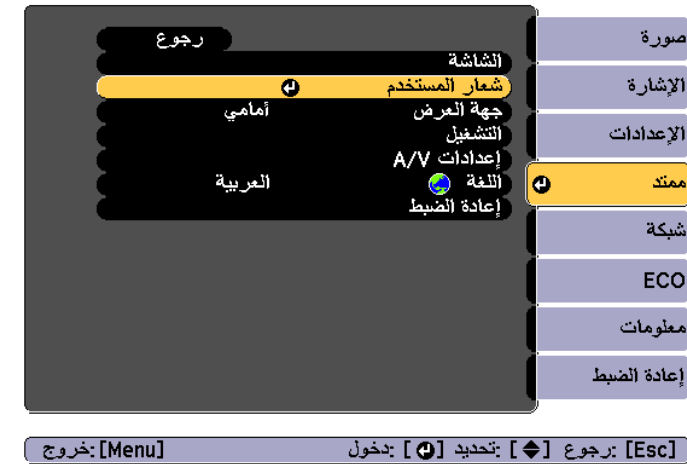 رجوع
الشاشة
شعار المستخدم
جهة العرض أمامي
التشغيل
إعدادات A/V
اللغة العربية
إعادة الضبط
صورة
الإشارة
الإعدادات
ممتد
شبكة
ECO
معلومات
إعادة الضبط
[Esc] :رجوع [ ] :تحديد [ ] :دخول [Menu] :خروج